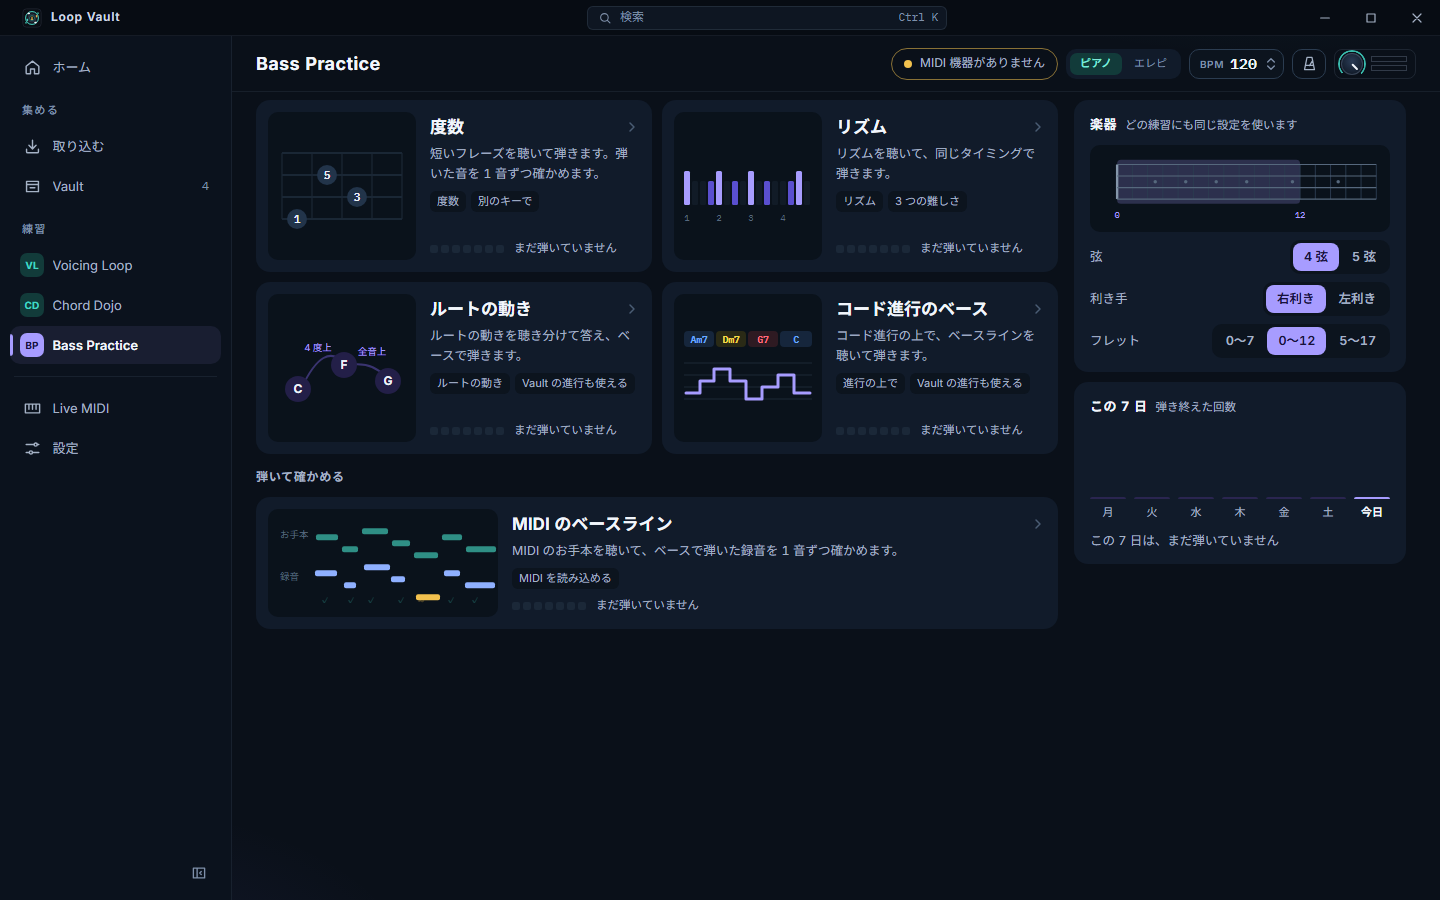 Loop Vault
検索
Ctrl K
ホーム
集める
取り込む
Vault
4
練習
VL
Voicing Loop
CD
Chord Dojo
BP
Bass Practice
Live MIDI
設定
Bass Practice
MIDI 機器がありません
ピアノ
エレピ
BPM 120
5
3
1
度数
短いフレーズを聴いて弾きます。弾
いた音を 1 音ずつ確かめます。
度数
別のキーで
まだ弾いていません
1 2 3 4
リズム
リズムを聴いて、同じタイミングで
弾きます。
リズム
3 つの難しさ
まだ弾いていません
4 度上
全音上
C
F
G
ルートの動き
ルートの動きを聴き分けて答え、ベ
ースで弾きます。
ルートの動き
Vault の進行も使える
まだ弾いていません
Am7 Dm7 G7 C
コード進行のベース
コード進行の上で、ベースラインを
聴いて弾きます。
進行の上で
Vault の進行も使える
まだ弾いていません
弾いて確かめる
お手本
録音
MIDI のベースライン
MIDI のお手本を聴いて、ベースで弾いた録音を 1 音ずつ確かめます。
MIDI を読み込める
まだ弾いていません
楽器 どの練習にも同じ設定を使います
0
12
弦
4 弦
5 弦
利き手
右利き
左利き
フレット
0〜7
0〜12
5〜17
この 7 日 弾き終えた回数
月 火 水 木 金 土 今日
この 7 日は、まだ弾いていません